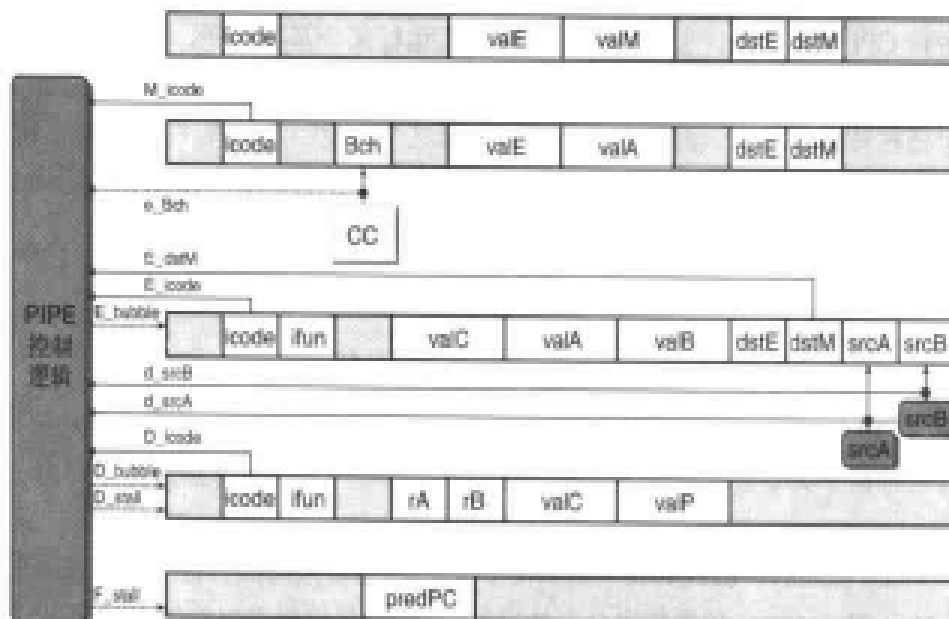 icode valE valM dstE dstM
M_icode
icode Bch valE valA dstE dstM
e_Bch
CC
E_dstM
E_icode
E_bubble
icode ifun valC valA valB dstE dstM srcA srcB
PIPE
控制
逻辑
d_srcB
d_srcA
srcB
srcA
D_icode
D_bubble
D_stall
icode ifun rA rB valC valP
F_stall
predPC